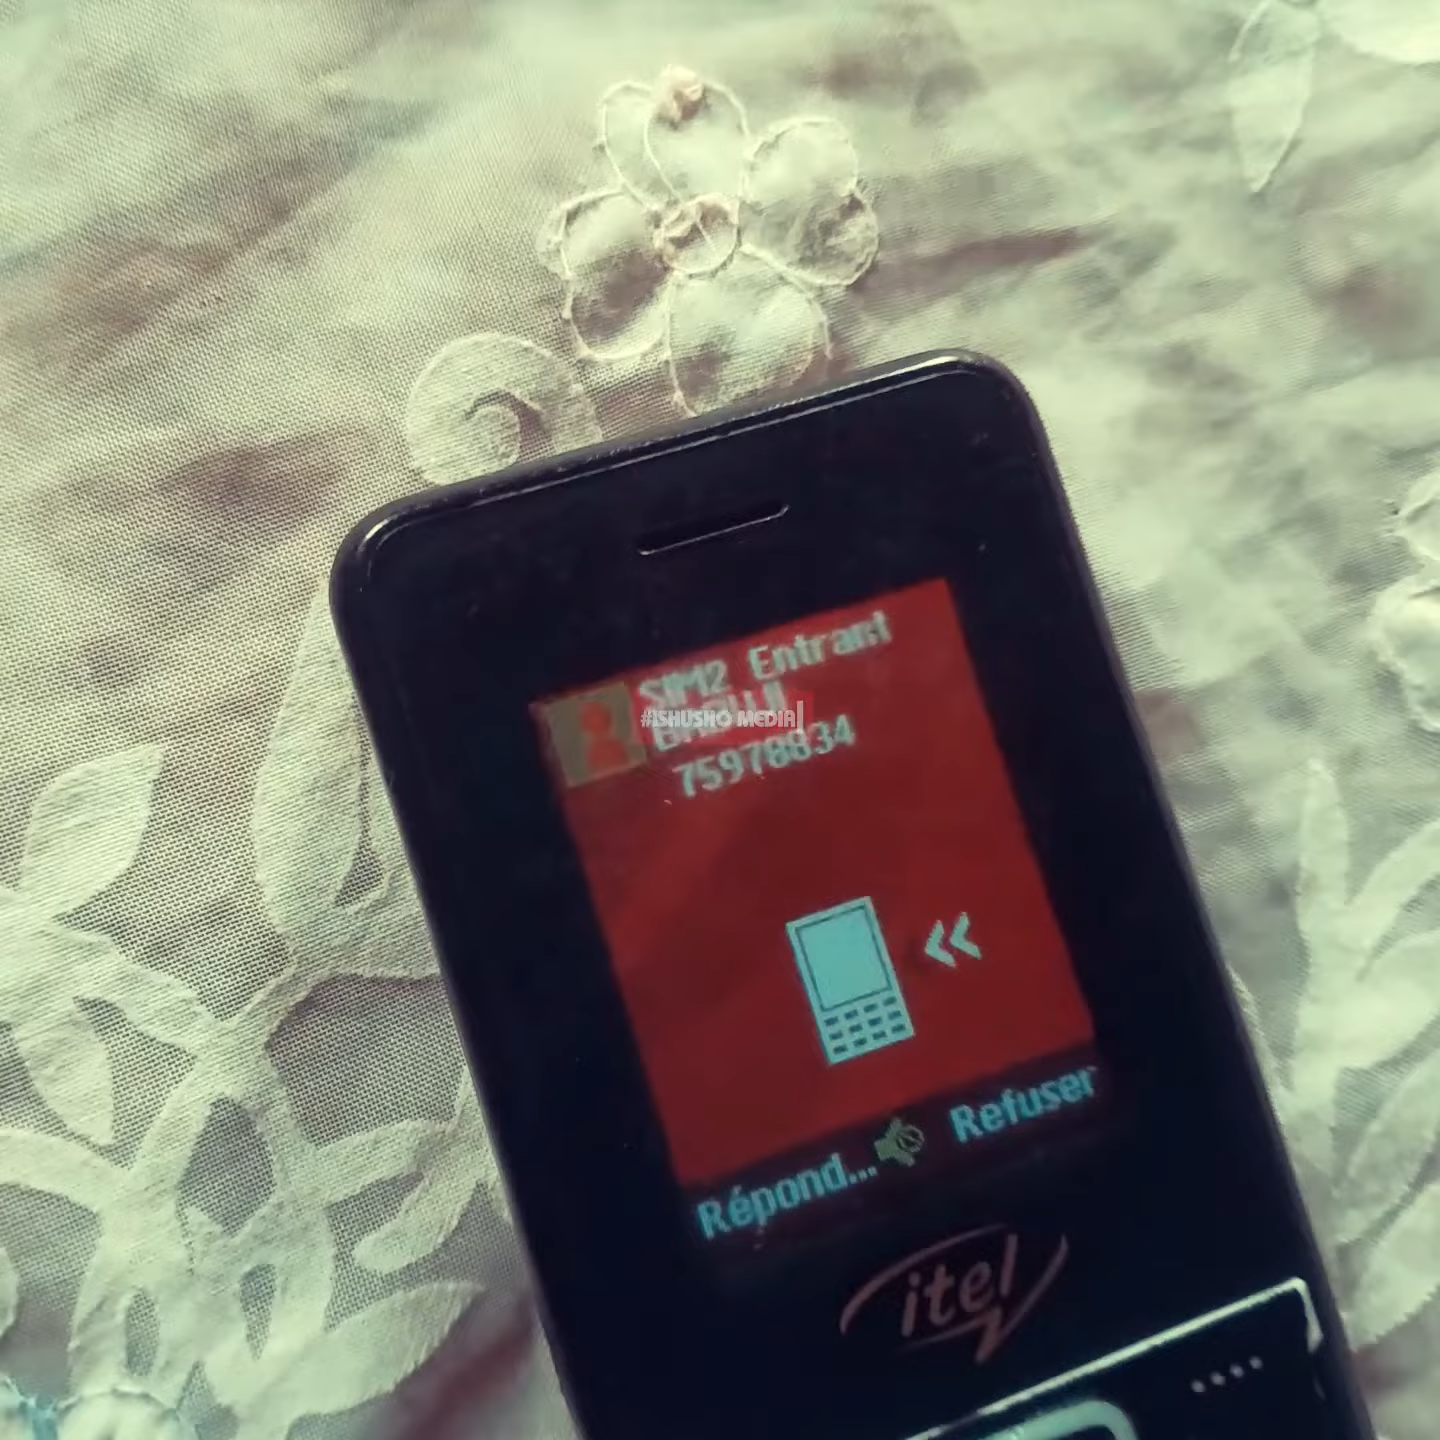 SIM2 Entrant
#ISHUSHO MEDIA
75978834
Répond... Refuser
itel